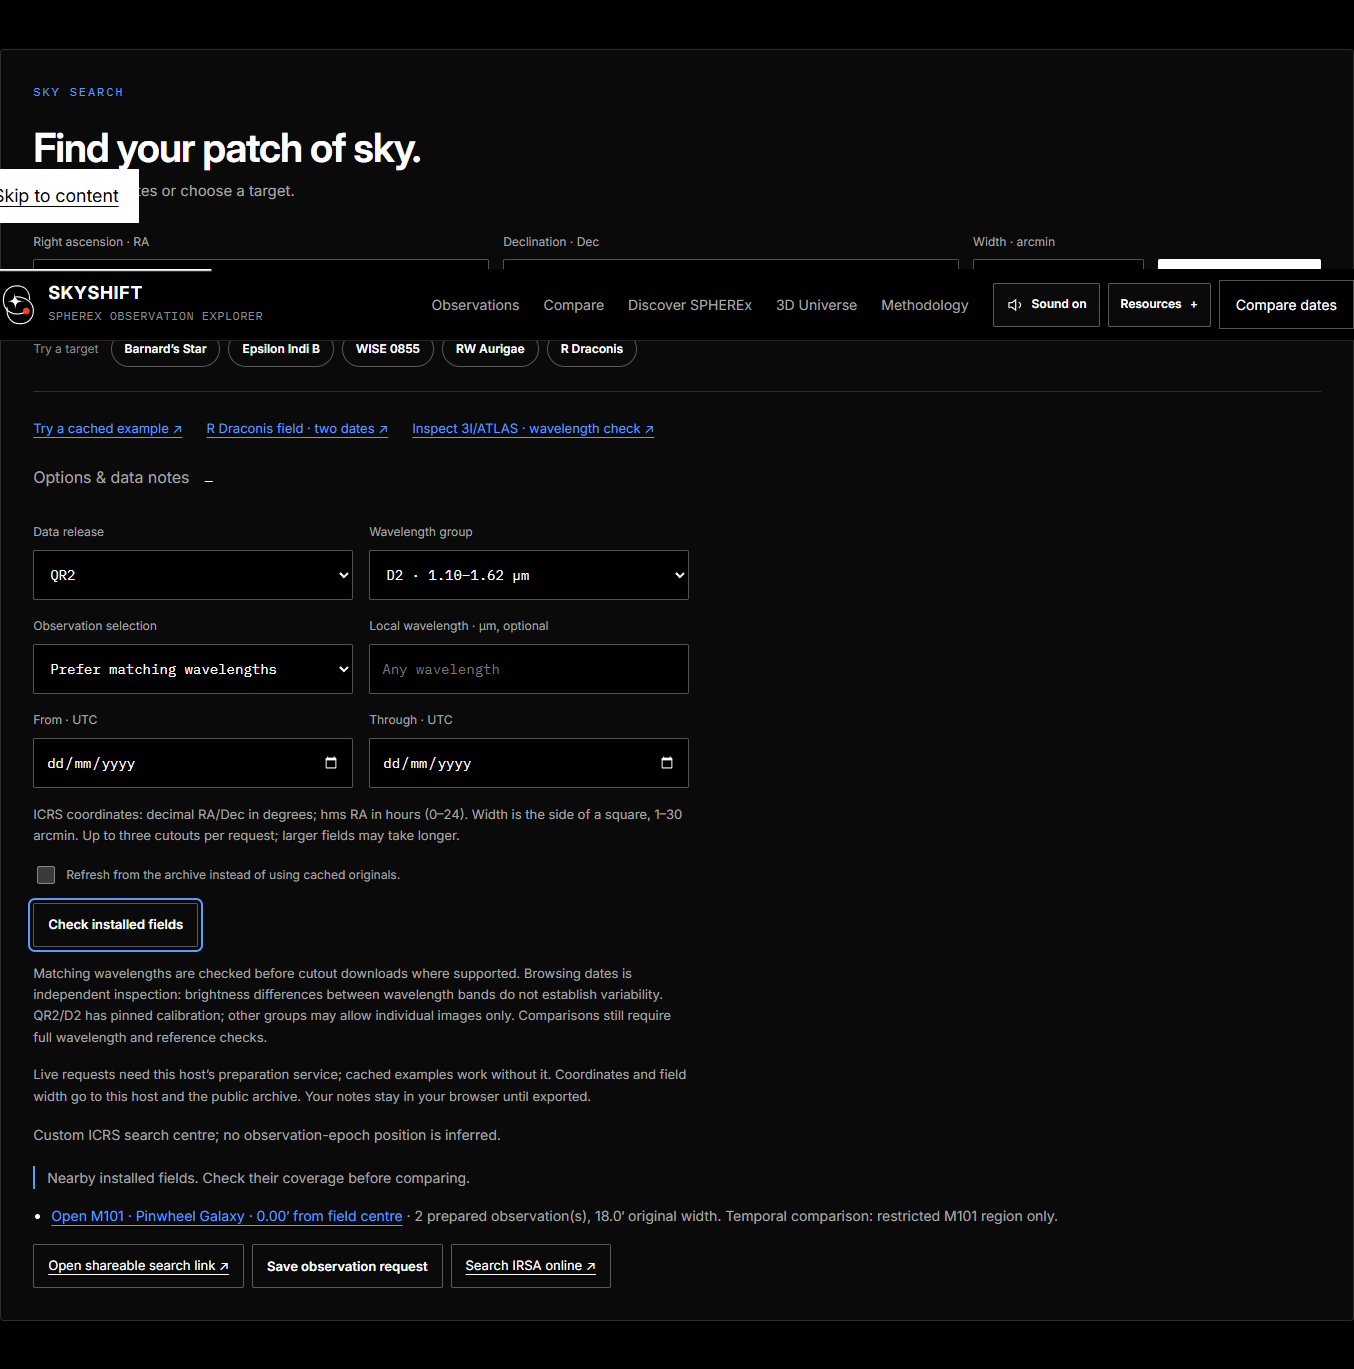 SKY SEARCH
Find your patch of sky.
Skip to content
or choose a target.
Right ascension · RA
Declination · Dec
Width · arcmin
SKYSHIFT
SPHEREX OBSERVATION EXPLORER
Observations
Compare
Discover SPHEREx
3D Universe
Methodology
Sound on
Resources +
Compare dates
Try a target
Barnard’s Star
Epsilon Indi B
WISE 0855
RW Aurigae
R Draconis
Try a cached example ↗
R Draconis field · two dates ↗
Inspect 3I/ATLAS · wavelength check ↗
Options & data notes –
Data release
Wavelength group
QR2
D2 · 1.10–1.62 µm
Observation selection
Local wavelength · µm, optional
Prefer matching wavelengths
Any wavelength
From · UTC
Through · UTC
dd/mm/yyyy
dd/mm/yyyy
ICRS coordinates: decimal RA/Dec in degrees; hms RA in hours (0–24). Width is the side of a square, 1–30
arcmin. Up to three cutouts per request; larger fields may take longer.
Refresh from the archive instead of using cached originals.
Check installed fields
Matching wavelengths are checked before cutout downloads where supported. Browsing dates is
independent inspection: brightness differences between wavelength bands do not establish variability.
QR2/D2 has pinned calibration; other groups may allow individual images only. Comparisons still require
full wavelength and reference checks.
Live requests need this host’s preparation service; cached examples work without it. Coordinates and field
width go to this host and the public archive. Your notes stay in your browser until exported.
Custom ICRS search centre; no observation-epoch position is inferred.
Nearby installed fields. Check their coverage before comparing.
• Open M101 · Pinwheel Galaxy · 0.00′ from field centre · 2 prepared observation(s), 18.0′ original width. Temporal comparison: restricted M101 region only.
Open shareable search link ↗
Save observation request
Search IRSA online ↗